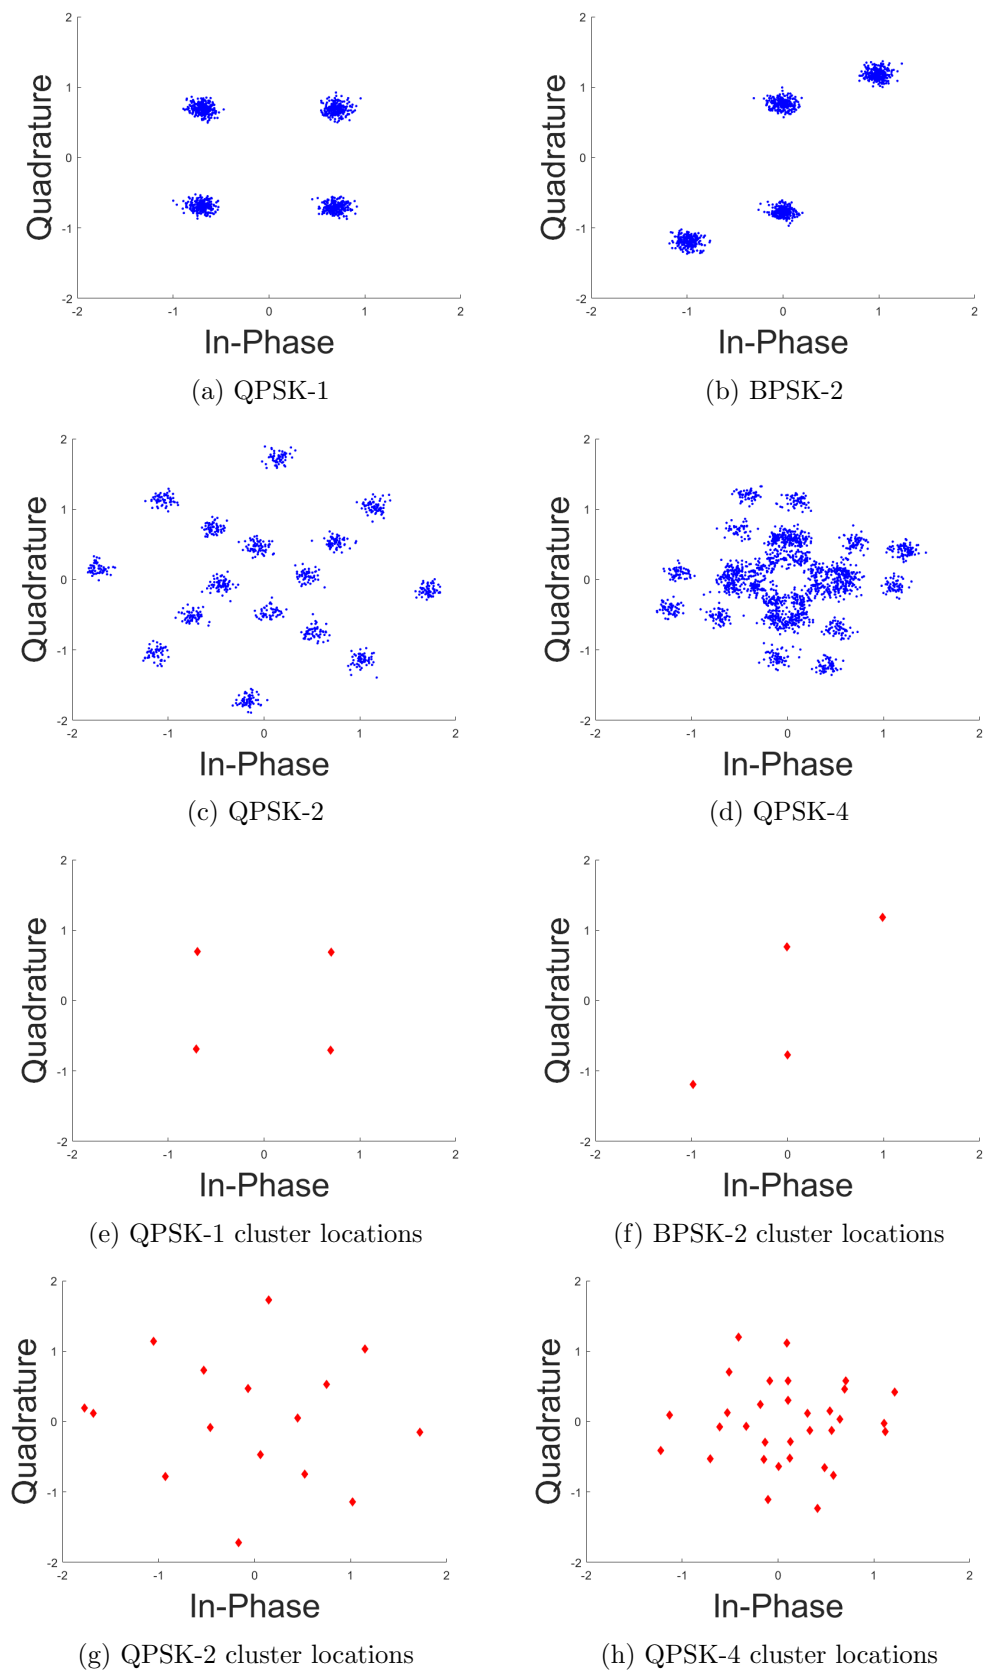 2
1
0
-1
-2
Quadrature
-2 -1 0 1 2
In-Phase
(a) QPSK-1
2
1
0
-1
-2
Quadrature
-2 -1 0 1 2
In-Phase
(b) BPSK-2
2
1
0
-1
-2
Quadrature
-2 -1 0 1 2
In-Phase
(c) QPSK-2
2
1
0
-1
-2
Quadrature
-2 -1 0 1 2
In-Phase
(d) QPSK-4
2
1
0
-1
-2
Quadrature
-2 -1 0 1 2
In-Phase
(e) QPSK-1 cluster locations
2
1
0
-1
-2
Quadrature
-2 -1 0 1 2
In-Phase
(f) BPSK-2 cluster locations
2
1
0
-1
-2
Quadrature
-2 -1 0 1 2
In-Phase
(g) QPSK-2 cluster locations
2
1
0
-1
-2
Quadrature
-2 -1 0 1 2
In-Phase
(h) QPSK-4 cluster locations